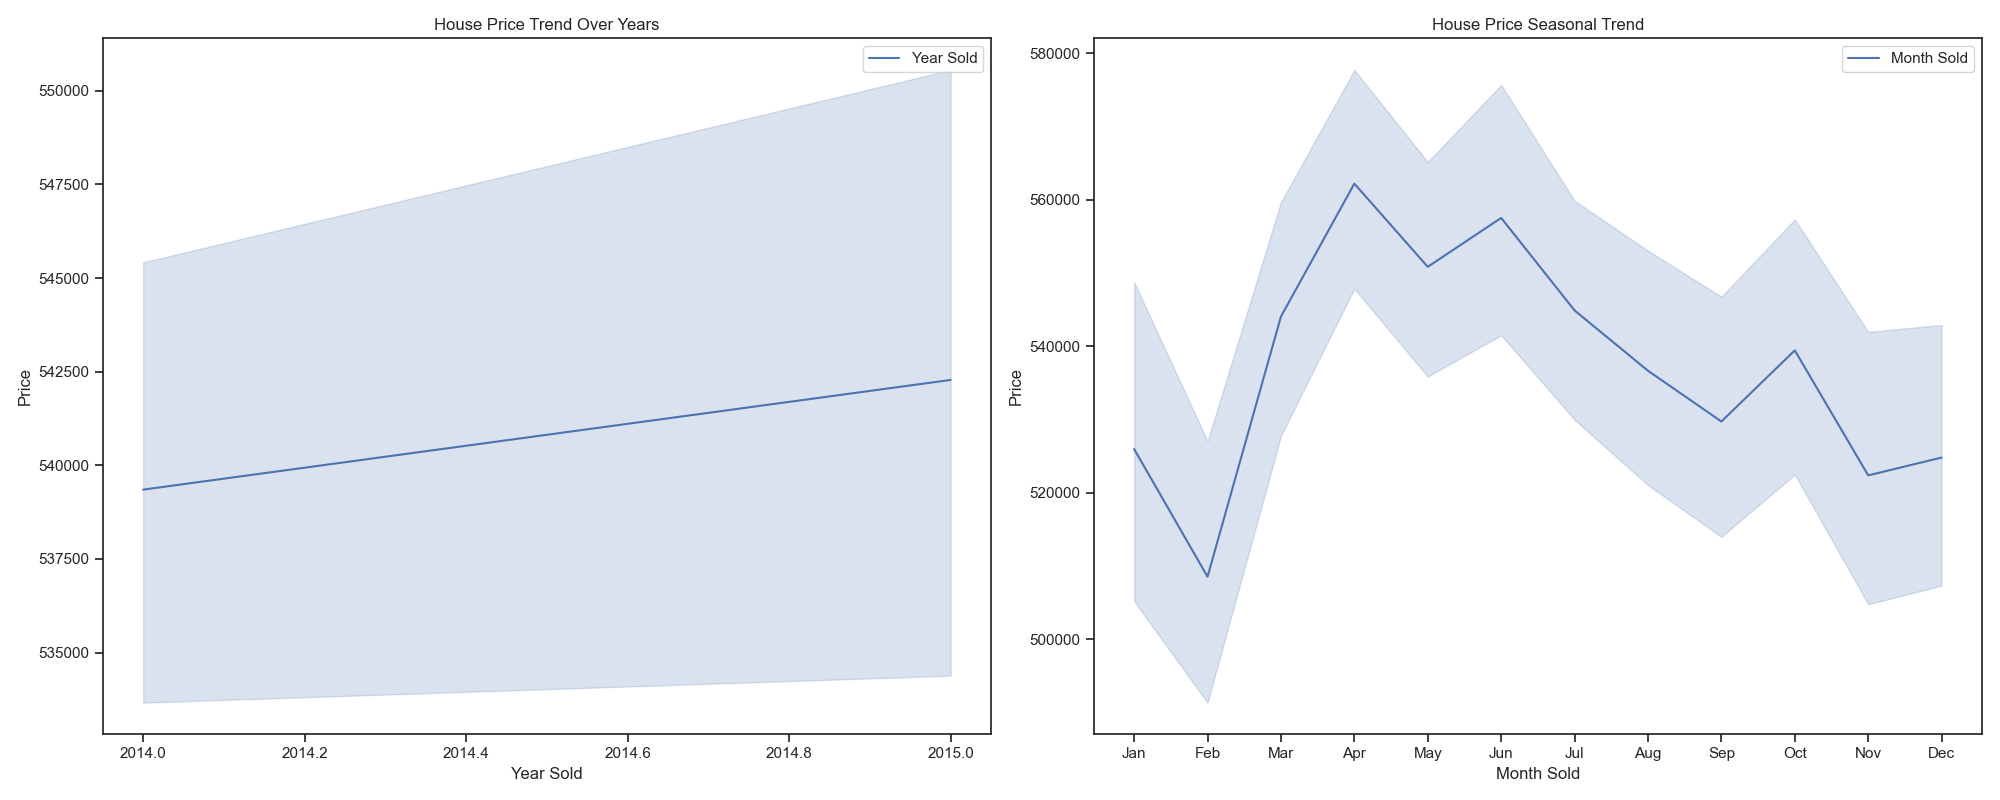 House Price Trend Over Years
Year Sold
550000
547500
545000
542500
540000
537500
535000
Price
2014.0 2014.2 2014.4 2014.6 2014.8 2015.0
Year Sold
House Price Seasonal Trend
Month Sold
580000
560000
540000
520000
500000
Price
Jan Feb Mar Apr May Jun Jul Aug Sep Oct Nov Dec
Month Sold